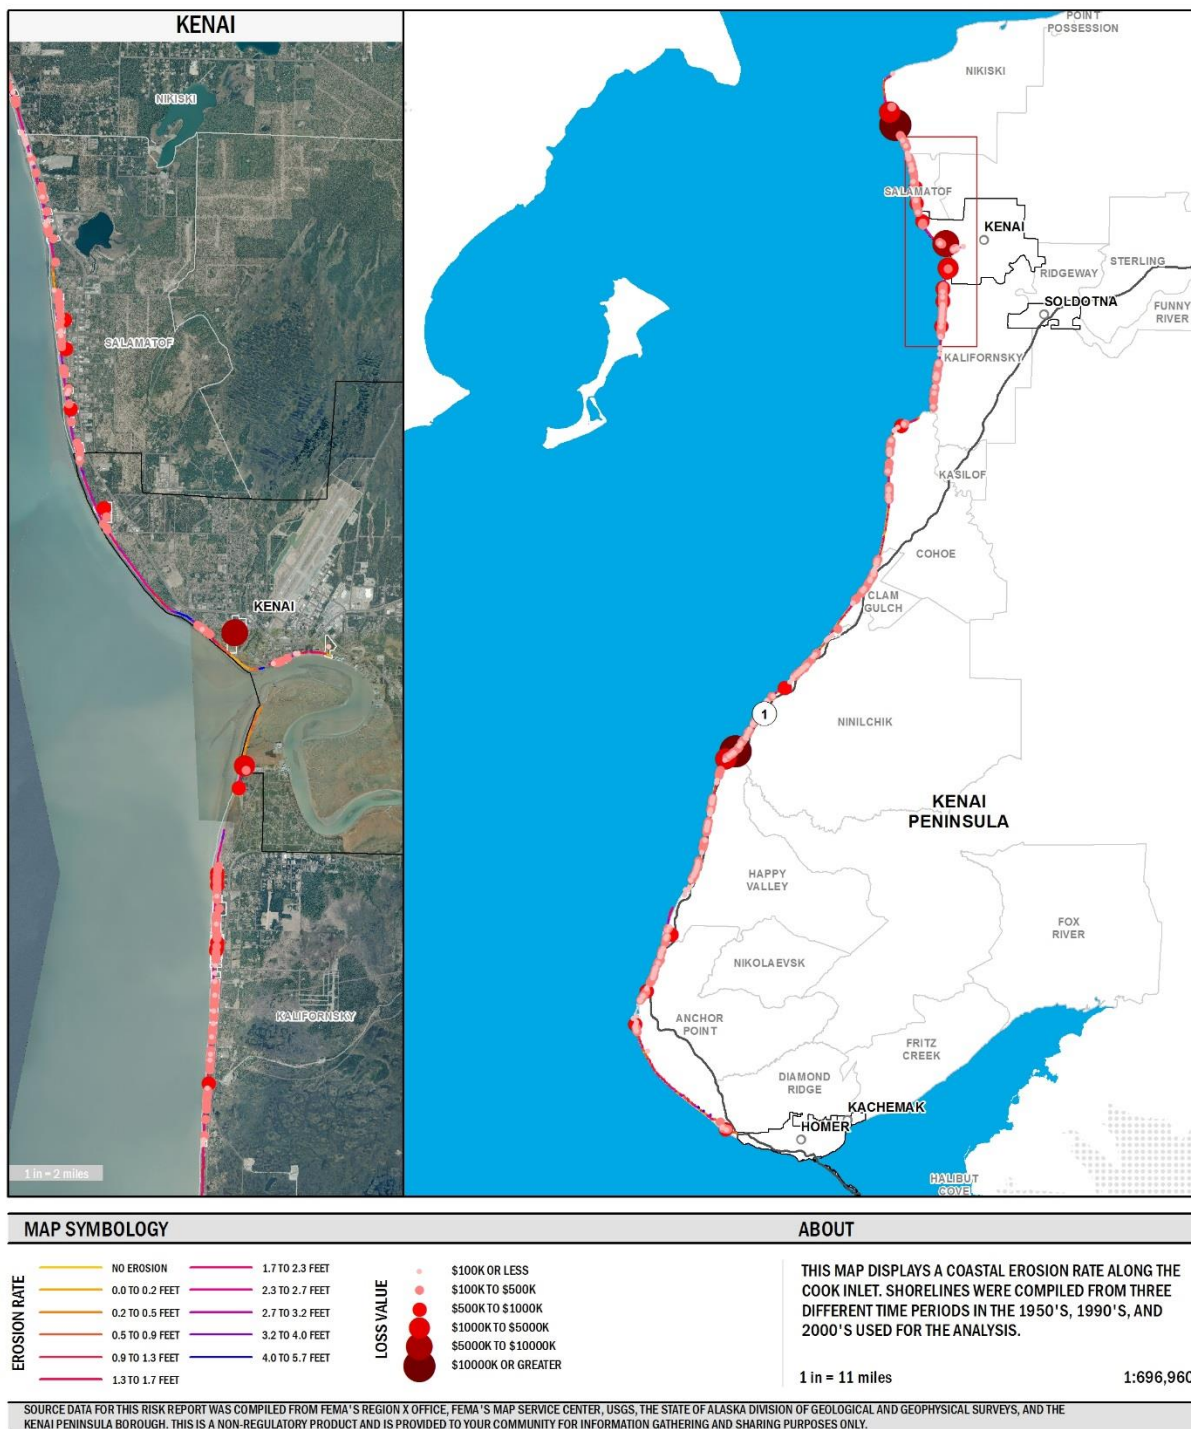 KENAI
NIKISKI
SALAMATOF
KENAI
KALIFORNSKY
1 in = 2 miles
POINT
POSSESSION
NIKISKI
SALAMATOF
KENAI
RIDGEWAY
STERLING
SOLDOTNA
FUNNY
RIVER
KALIFORNSKY
KASILOF
COHOE
CLAM
GULCH
1
NINILCHIK
KENAI
PENINSULA
HAPPY
VALLEY
FOX
RIVER
NIKOLAEVSK
ANCHOR
POINT
FRITZ
CREEK
DIAMOND
RIDGE
KACHEMAK
HOMER
HALIBUT
COVE
MAP SYMBOLOGY
EROSION RATE
NO EROSION
0.0 TO 0.2 FEET
0.2 TO 0.5 FEET
0.5 TO 0.9 FEET
0.9 TO 1.3 FEET
1.3 TO 1.7 FEET
1.7 TO 2.3 FEET
2.3 TO 2.7 FEET
2.7 TO 3.2 FEET
3.2 TO 4.0 FEET
4.0 TO 5.7 FEET
LOSS VALUE
$100K OR LESS
$100K TO $500K
$500K TO $1000K
$1000K TO $5000K
$5000K TO $10000K
$10000K OR GREATER
ABOUT
THIS MAP DISPLAYS A COASTAL EROSION RATE ALONG THE
COOK INLET. SHORELINES WERE COMPILED FROM THREE
DIFFERENT TIME PERIODS IN THE 1950'S, 1990'S, AND
2000'S USED FOR THE ANALYSIS.
1 in = 11 miles
1:696,960
SOURCE DATA FOR THIS RISK REPORT WAS COMPILED FROM FEMA'S REGION X OFFICE, FEMA'S MAP SERVICE CENTER, USGS, THE STATE OF ALASKA DIVISION OF GEOLOGICAL AND GEOPHYSICAL SURVEYS, AND THE
KENAI PENINSULA BOROUGH. THIS IS A NON-REGULATORY PRODUCT AND IS PROVIDED TO YOUR COMMUNITY FOR INFORMATION GATHERING AND SHARING PURPOSES ONLY.